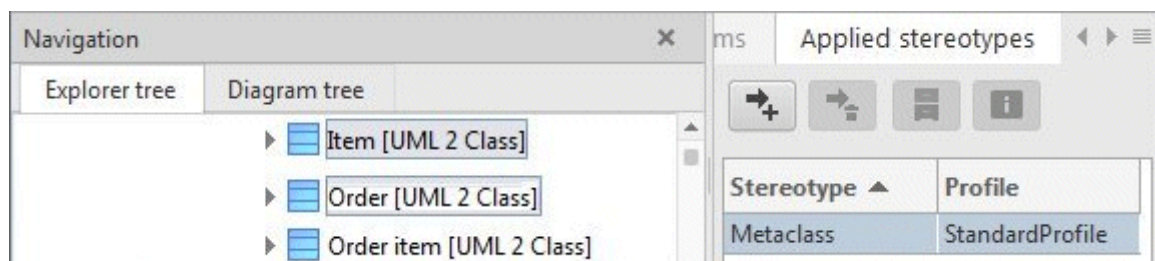 Navigation
Explorer tree Diagram tree
Item [UML 2 Class]
Order [UML 2 Class]
Order item [UML 2 Class]
ms Applied stereotypes
Stereotype Profile
Metaclass StandardProfile